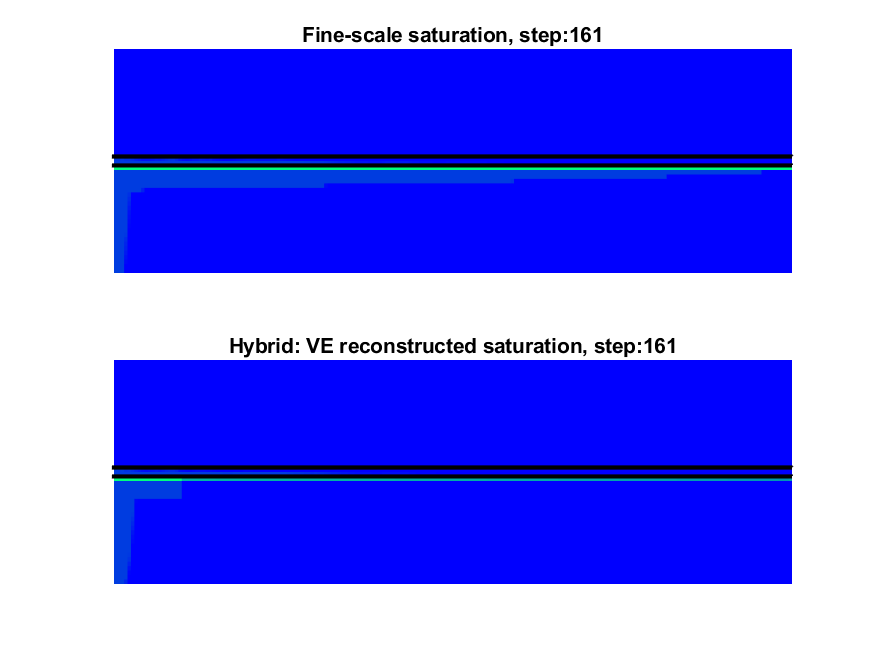 Fine-scale saturation, step:161
Hybrid: VE reconstructed saturation, step:161